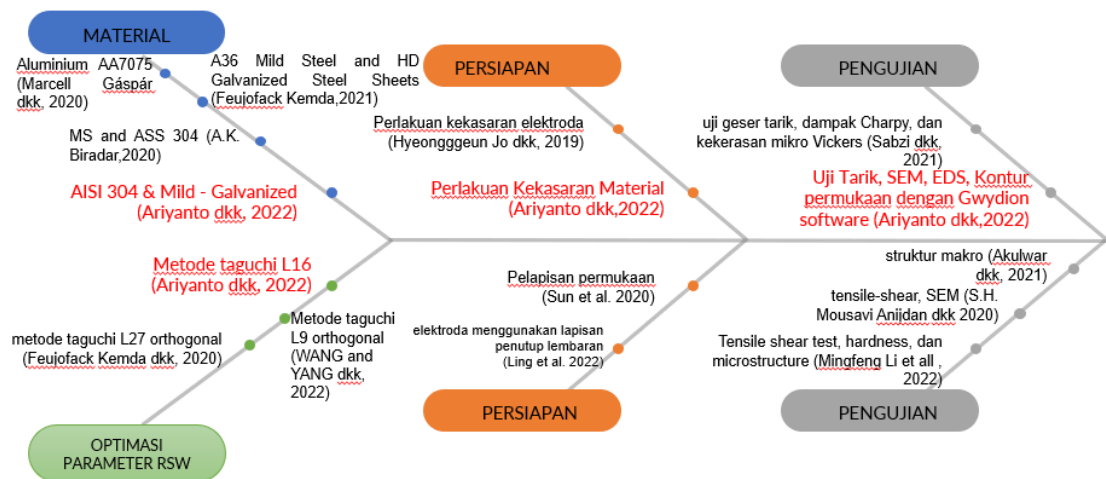 MATERIAL
Aluminium AA7075
(Marcell Gáspár
dkk, 2020)
A36 Mild Steel and HD
Galvanized Steel Sheets
(Feujofack Kemda,2021)
MS and ASS 304 (A.K.
Biradar,2020)
AISI 304 & Mild - Galvanized
(Ariyanto dkk, 2022)
PERSIAPAN
Perlakuan kekasaran elektroda
(Hyeongggeun Jo dkk, 2019)
Perlakuan Kekasaran Material
(Ariyanto dkk,2022)
PENGUJIAN
uji geser tarik, dampak Charpy, dan
kekerasan mikro Vickers (Sabzi dkk,
2021)
Uji Tarik, SEM, EDS, Kontur
permukaan dengan Gwydion
software (Ariyanto dkk,2022)
Metode taguchi L16
(Ariyanto dkk, 2022)
metode taguchi L27 orthogonal
(Feujofack Kemda dkk, 2020)
Metode taguchi
L9 orthogonal
(WANG and
YANG dkk,
2022)
OPTIMASI
PARAMETER RSW
Pelapisan permukaan
(Sun et al. 2020)
elektroda menggunakan lapisan
penutup lembaran
(Ling et al. 2022)
PERSIAPAN
struktur makro (Akulwar
dkk, 2021)
tensile-shear, SEM (S.H.
Mousavi Anijdan dkk 2020)
Tensile shear test, hardness, dan
microstructure (Mingfeng Li et all ,
2022)
PENGUJIAN